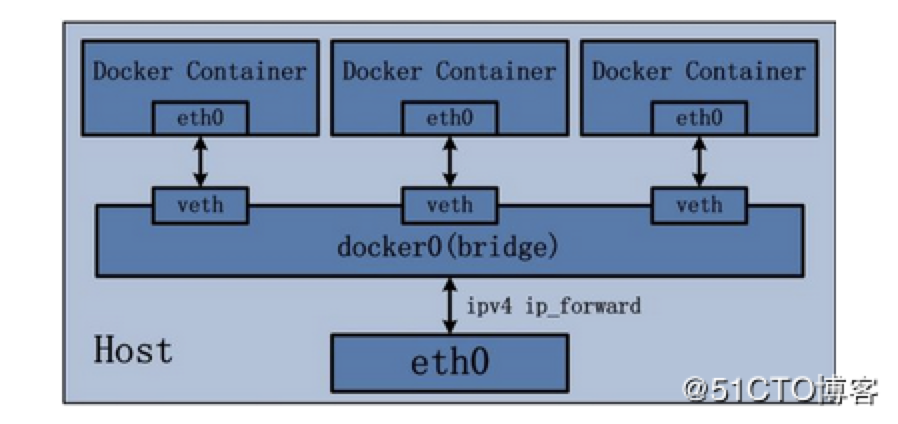 Docker Container
Docker Container
Docker Container
eth0
eth0
eth0
veth
veth
veth
docker0(bridge)
ipv4 ip_forward
Host
eth0
@51CTO博客